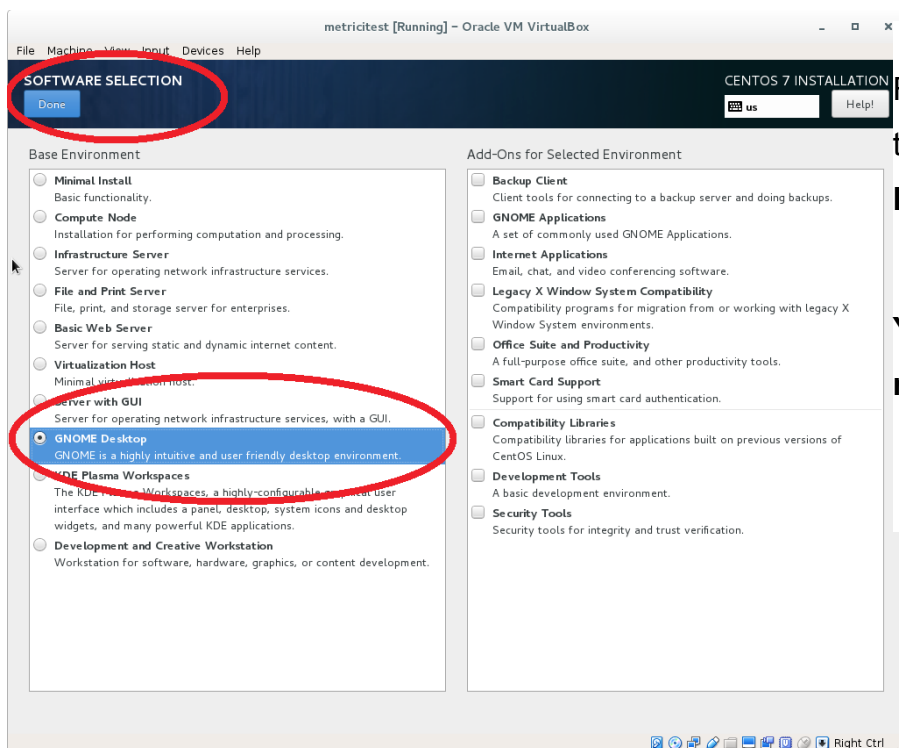 metricitest [Running] – Oracle VM VirtualBox
File Machine View Input Devices Help
SOFTWARE SELECTION
Done
CENTOS 7 INSTALLATION
us
Help!
Base Environment
Minimal Install
Basic functionality.
Compute Node
Installation for performing computation and processing.
Infrastructure Server
Server for operating network infrastructure services.
File and Print Server
File, print, and storage server for enterprises.
Basic Web Server
Server for serving static and dynamic internet content.
Virtualization Host
Minimal virtualization host.
Server with GUI
Server for operating network infrastructure services, with a GUI.
GNOME Desktop
GNOME is a highly intuitive and user friendly desktop environment.
KDE Plasma Workspaces
The KDE Plasma Workspaces, a highly-configurable graphical user
interface which includes a panel, desktop, system icons and desktop
widgets, and many powerful KDE applications.
Development and Creative Workstation
Workstation for software, hardware, graphics, or content development.
Add-Ons for Selected Environment
Backup Client
Client tools for connecting to a backup server and doing backups.
GNOME Applications
A set of commonly used GNOME Applications.
Internet Applications
Email, chat, and video conferencing software.
Legacy X Window System Compatibility
Compatibility programs for migration from or working with legacy X
Window System environments.
Office Suite and Productivity
A full-purpose office suite, and other productivity tools.
Smart Card Support
Support for using smart card authentication.
Compatibility Libraries
Compatibility libraries for applications built on previous versions of
CentOS Linux.
Development Tools
A basic development environment.
Security Tools
Security tools for integrity and trust verification.
Right Ctrl